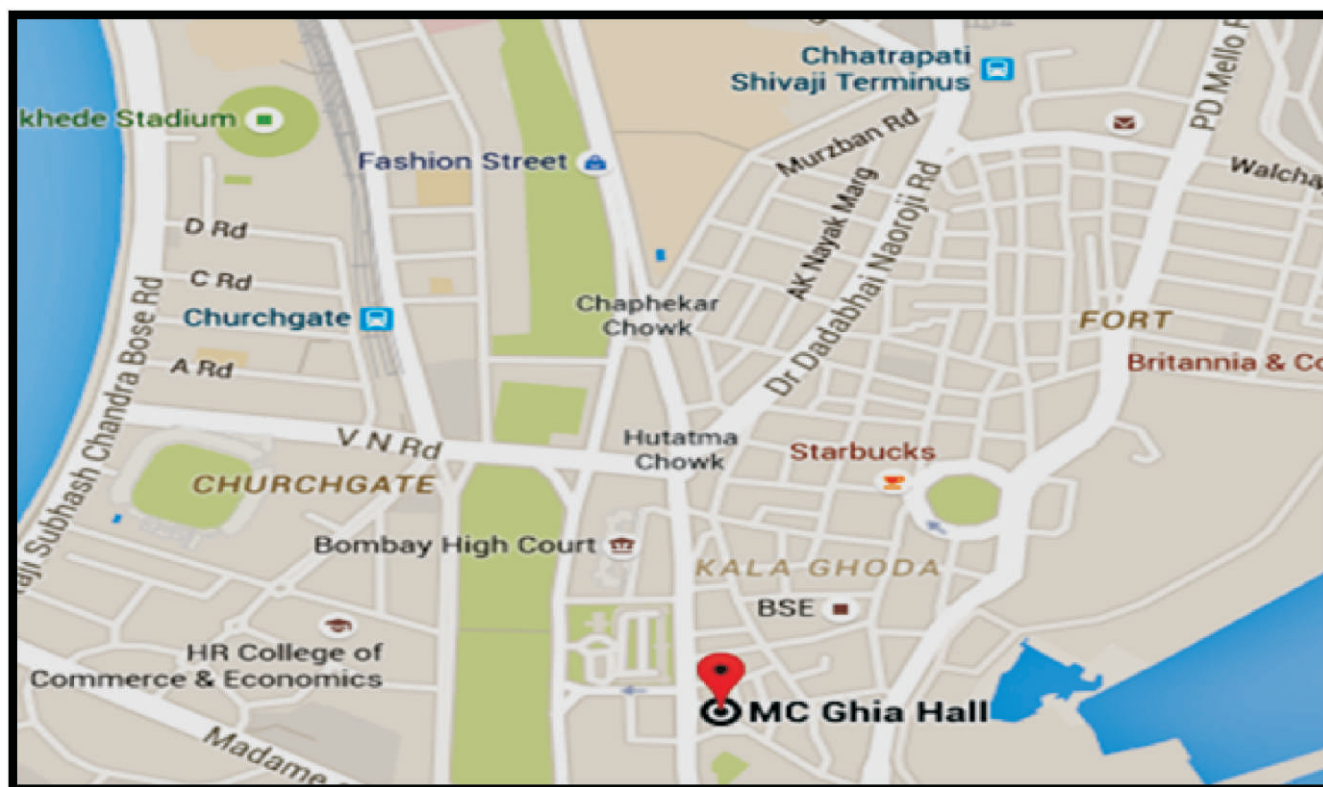 Chhatrapati
Shivaji Terminus
PD Mello
khede Stadium
Murzban Rd
Fashion Street
AK Nayak Marg
Dr Dadabhai Naoroji Rd
D Rd
C Rd
Churchgate
A Rd
aji Subhash Chandra Bose Rd
Chaphekar
Chowk
FORT
Britannia & Co
V N Rd
Hutatma
Chowk
Starbucks
CHURCHGATE
Bombay High Court
KALA GHODA
BSE
HR College of
Commerce & Economics
MC Ghia Hall
Madame